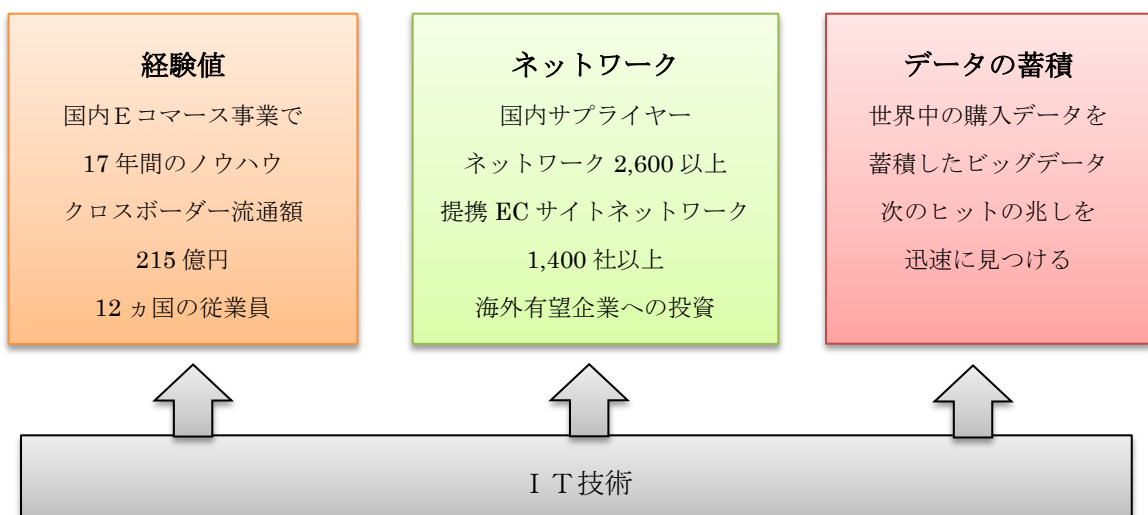 経験値
国内Ｅコマース事業で
17 年間のノウハウ
クロスボーダー流通額
215 億円
12 ヵ国の従業員
ネットワーク
国内サプライヤー
ネットワーク 2,600 以上
提携 EC サイトネットワーク
1,400 社以上
海外有望企業への投資
データの蓄積
世界中の購入データを
蓄積したビッグデータ
次のヒットの兆しを
迅速に見つける
ＩＴ技術